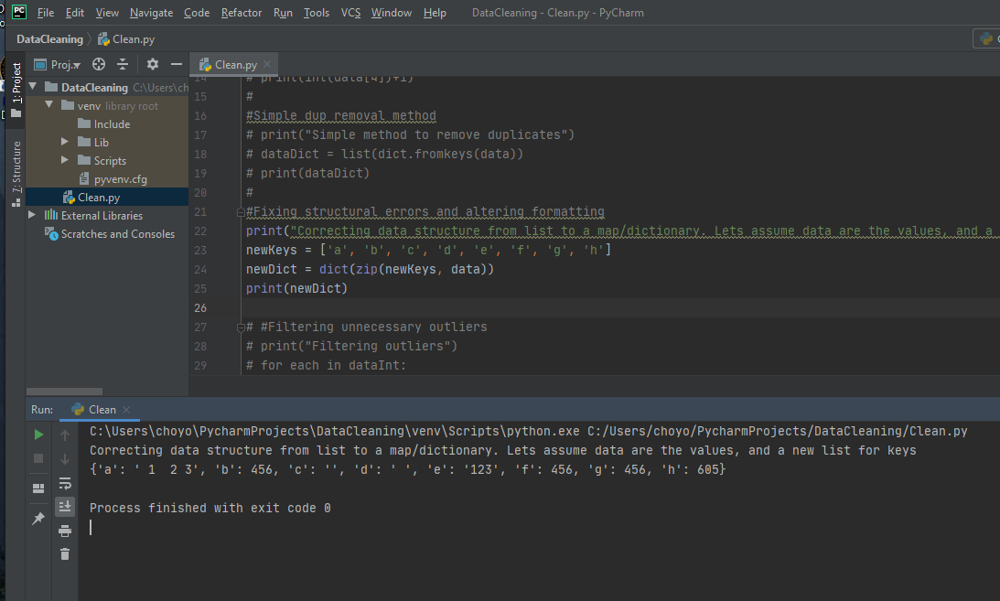 PC File Edit View Navigate Code Refactor Run Tools VCS Window Help DataCleaning - Clean.py - PyCharm
DataCleaning Clean.py
1: Project
7: Structure
Proj.
DataCleaning C:\Users\ch
venv library root
Include
Lib
Scripts
pyvenv.cfg
Clean.py
External Libraries
Scratches and Consoles
Clean.py
14 # print(int(data[4])+1)
15 #
16 #Simple dup removal method
17 # print("Simple method to remove duplicates")
18 # dataDict = list(dict.fromkeys(data))
19 # print(dataDict)
20 #
21 #Fixing structural errors and altering formatting
22 print("Correcting data structure from list to a map/dictionary. Lets assume data are the values, and a
23 newKeys = ['a', 'b', 'c', 'd', 'e', 'f', 'g', 'h']
24 newDict = dict(zip(newKeys, data))
25 print(newDict)
26
27 # #Filtering unnecessary outliers
28 # print("Filtering outliers")
29 # for each in dataInt:
Run: Clean
C:\Users\choyo\PycharmProjects\DataCleaning\venv\Scripts\python.exe C:/Users/choyo/PycharmProjects/DataCleaning/Clean.py
Correcting data structure from list to a map/dictionary. Lets assume data are the values, and a new list for keys
{'a': ' 1  2 3', 'b': 456, 'c': '', 'd': ' ', 'e': '123', 'f': 456, 'g': 456, 'h': 605}
Process finished with exit code 0